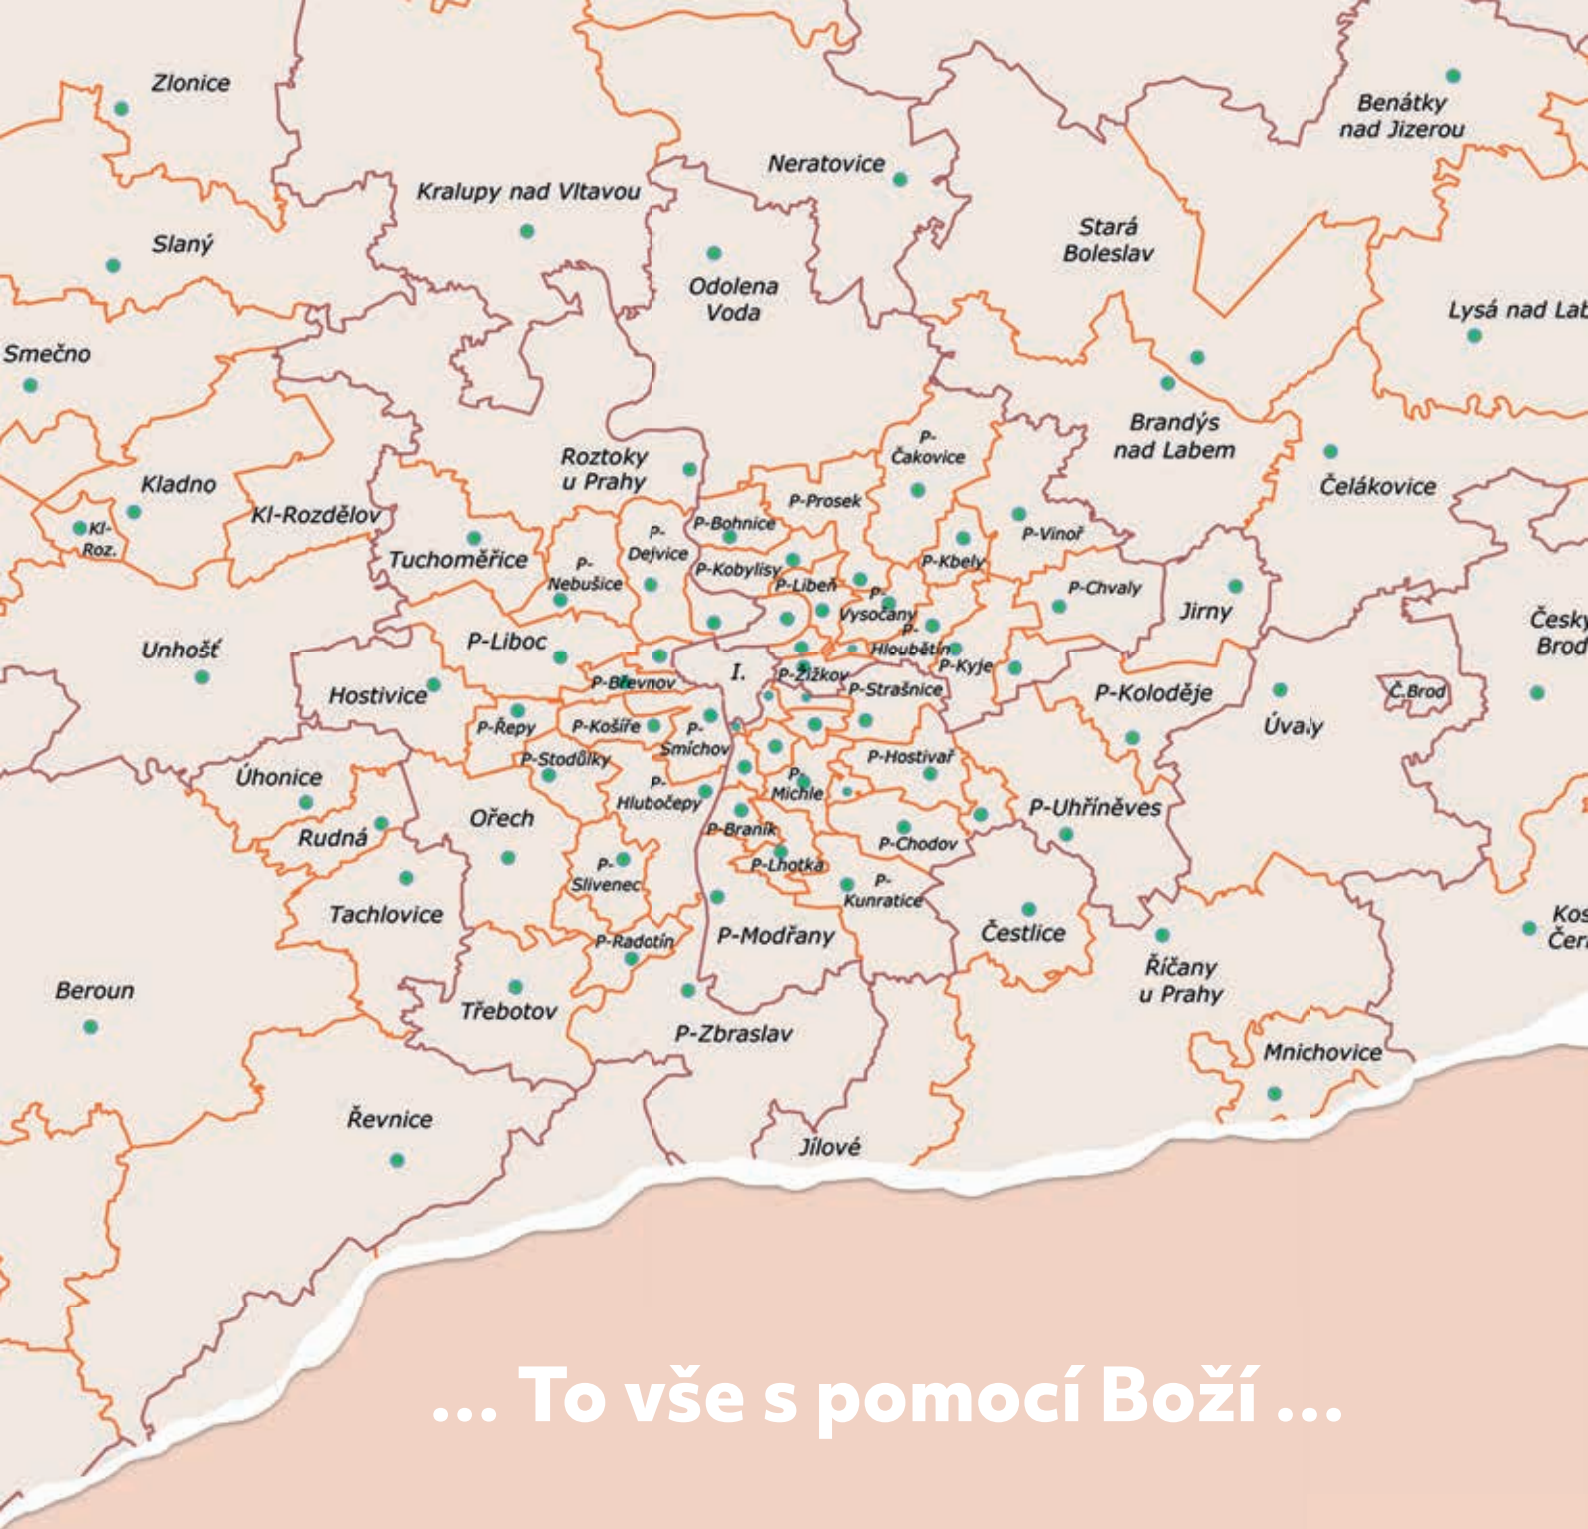 Zlonice
Benátky
nad Jizerou
Neratovice
Kralupy nad Vltavou
Slaný
Stará
Boleslav
Odolena
Voda
Lysá nad Lab
Smečno
Brandýs
nad Labem
P-
Čakovice
Roztoky
u Prahy
Kladno
Čelákovice
P-Prosek
Kl-Rozdělov
Kl-
Roz.
P-Bohnice
P-Vinoř
P-
Dejvice
Tuchoměřice
P-Kbely
P-Kobylisy
P-
Nebušice
P-Libeň
P-Chvaly
P-
Vysočany
Jirny
Česky
Brod
P-
Hloubětín
P-Liboc
Unhošť
P-Kyje
I.
P-Žižkov
P-Břevnov
P-Strašnice
Hostivice
P-Koloděje
Č.Brod
P-Řepy
P-Košíře
Úvaly
P-
Smíchov
P-Stodůlky
P-Hostivař
Úhonice
P-
Michle
P-
Hlubočepy
P-Uhříněves
Ořech
P-Braník
Rudná
P-Chodov
P-Lhotka
P-
Slivenec
P-
Kunratice
Tachlovice
Kos
Čer
P-Modřany
Čestlice
P-Radotín
Říčany
u Prahy
Beroun
Třebotov
P-Zbraslav
Mnichovice
Řevnice
Jílové
... To vše s pomocí Boží ...